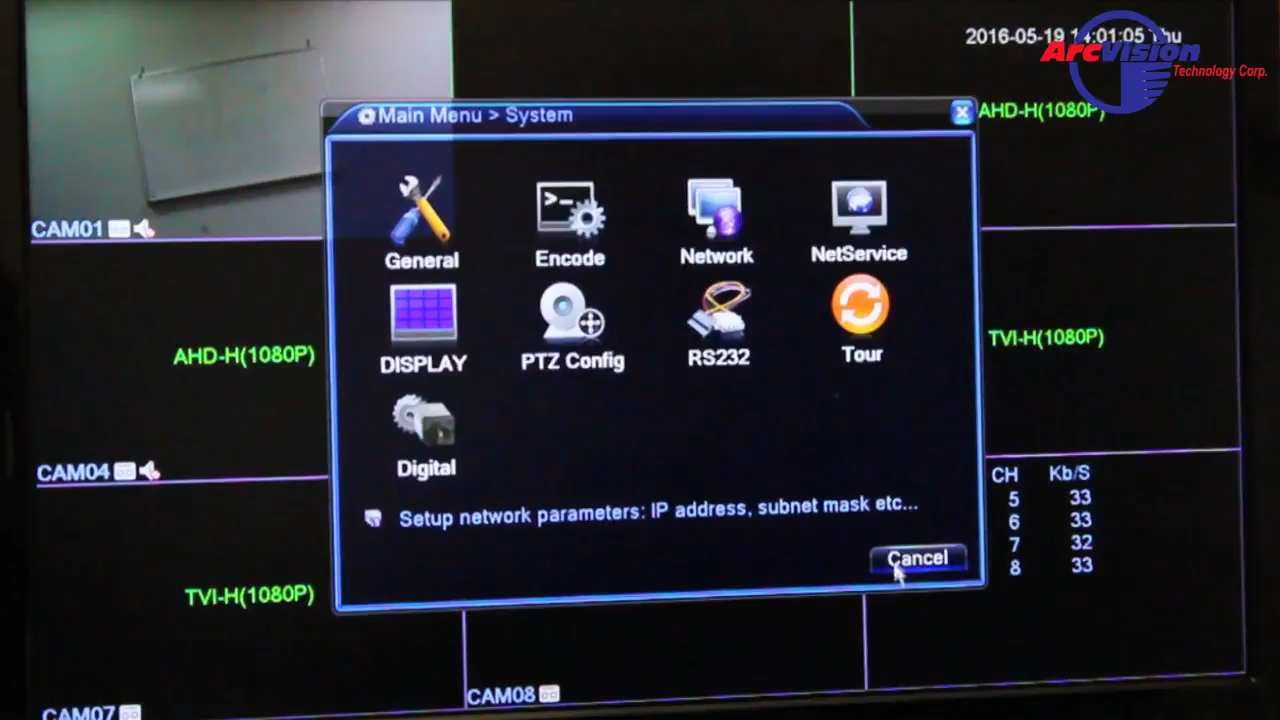 2016-05-19 14:01:05 Thu
ArcVision
Technology Corp.
Main Menu > System
AHD-H(1080P)
General
Encode
Network
NetService
CAM01
DISPLAY
PTZ Config
RS232
Tour
AHD-H(1080P)
TVI-H(1080P)
Digital
CAM04
CH Kb/S
5 33
6 33
7 32
8 33
Setup network parameters: IP address, subnet mask etc...
Cancel
TVI-H(1080P)
CAM07
CAM08